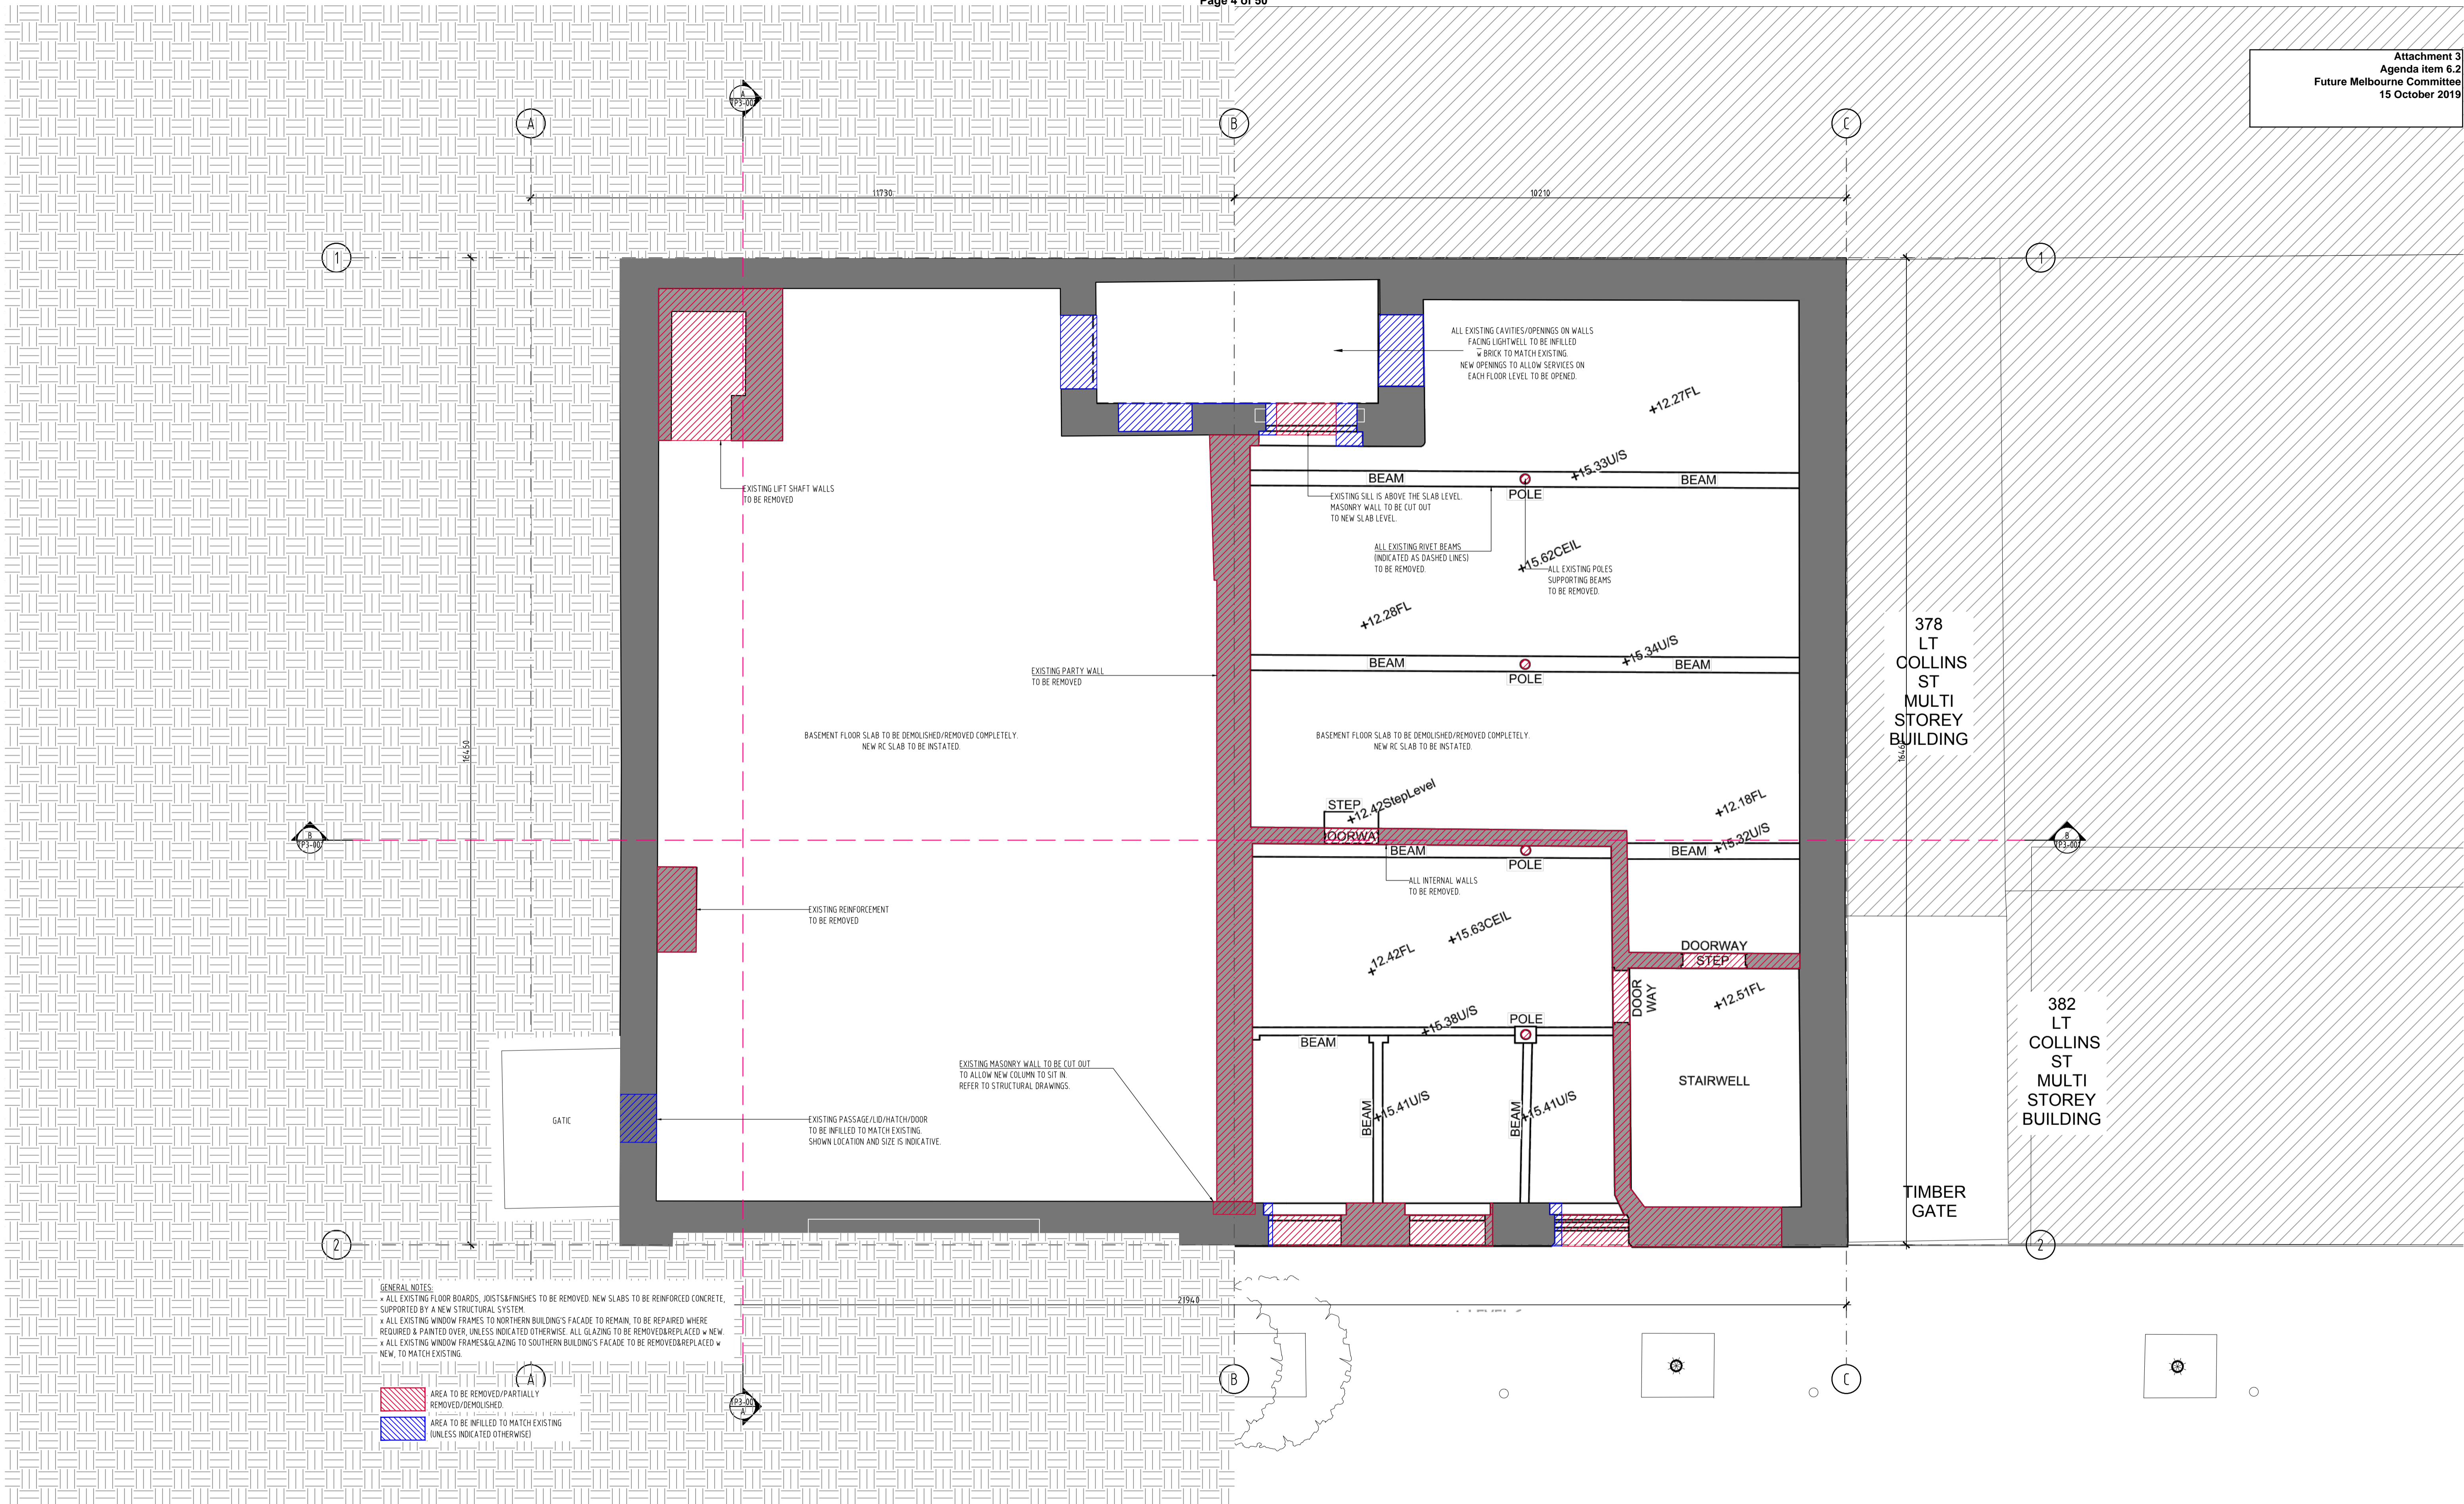 Page 4 of 50
Attachment 3
Agenda item 6.2
Future Melbourne Committee
15 October 2019
A
TP3-00
A
B
C
11730
10210
1
1
ALL EXISTING CAVITIES/OPENINGS ON WALLS
FACING LIGHTWELL TO BE INFILLED
w BRICK TO MATCH EXISTING.
NEW OPENINGS TO ALLOW SERVICES ON
EACH FLOOR LEVEL TO BE OPENED.
+12.27FL
EXISTING LIFT SHAFT WALLS
TO BE REMOVED
BEAM
POLE
+15.33U/S
BEAM
EXISTING SILL IS ABOVE THE SLAB LEVEL.
MASONRY WALL TO BE CUT OUT
TO NEW SLAB LEVEL.
ALL EXISTING RIVET BEAMS
(INDICATED AS DASHED LINES)
TO BE REMOVED.
+15.62CEIL
ALL EXISTING POLES
SUPPORTING BEAMS
TO BE REMOVED.
+12.28FL
EXISTING PARTY WALL
TO BE REMOVED
BEAM
POLE
+15.34U/S
BEAM
378
LT
COLLINS
ST
MULTI
STOREY
BUILDING
16450
16460
BASEMENT FLOOR SLAB TO BE DEMOLISHED/REMOVED COMPLETELY.
NEW RC SLAB TO BE INSTATED.
BASEMENT FLOOR SLAB TO BE DEMOLISHED/REMOVED COMPLETELY.
NEW RC SLAB TO BE INSTATED.
STEP
+12.42StepLevel
+12.18FL
B
TP3-00
DOORWAY
BEAM
POLE
BEAM
+15.32U/S
B
TP3-00
ALL INTERNAL WALLS
TO BE REMOVED.
EXISTING REINFORCEMENT
TO BE REMOVED
+15.63CEIL
12.42FL
+
DOORWAY
STEP
DOOR
WAY
+12.51FL
+15.38U/S
POLE
BEAM
382
LT
COLLINS
ST
MULTI
STOREY
BUILDING
EXISTING MASONRY WALL TO BE CUT OUT
TO ALLOW NEW COLUMN TO SIT IN.
REFER TO STRUCTURAL DRAWINGS.
STAIRWELL
GATIC
EXISTING PASSAGE/LID/HATCH/DOOR
TO BE INFILLED TO MATCH EXISTING.
SHOWN LOCATION AND SIZE IS INDICATIVE.
BEAM
+15.41U/S
BEAM
+15.41U/S
TIMBER
GATE
2
2
GENERAL NOTES:
x ALL EXISTING FLOOR BOARDS, JOISTS&FINISHES TO BE REMOVED. NEW SLABS TO BE REINFORCED CONCRETE,
SUPPORTED BY A NEW STRUCTURAL SYSTEM.
x ALL EXISTING WINDOW FRAMES TO NORTHERN BUILDING'S FACADE TO REMAIN, TO BE REPAIRED WHERE
REQUIRED & PAINTED OVER, UNLESS INDICATED OTHERWISE. ALL GLAZING TO BE REMOVED&REPLACED w NEW.
x ALL EXISTING WINDOW FRAMES&GLAZING TO SOUTHERN BUILDING'S FACADE TO BE REMOVED&REPLACED w
NEW, TO MATCH EXISTING.
21940
A
B
C
AREA TO BE REMOVED/PARTIALLY
REMOVED/DEMOLISHED.
AREA TO BE INFILLED TO MATCH EXISTING
(UNLESS INDICATED OTHERWISE)
TP3-00
A